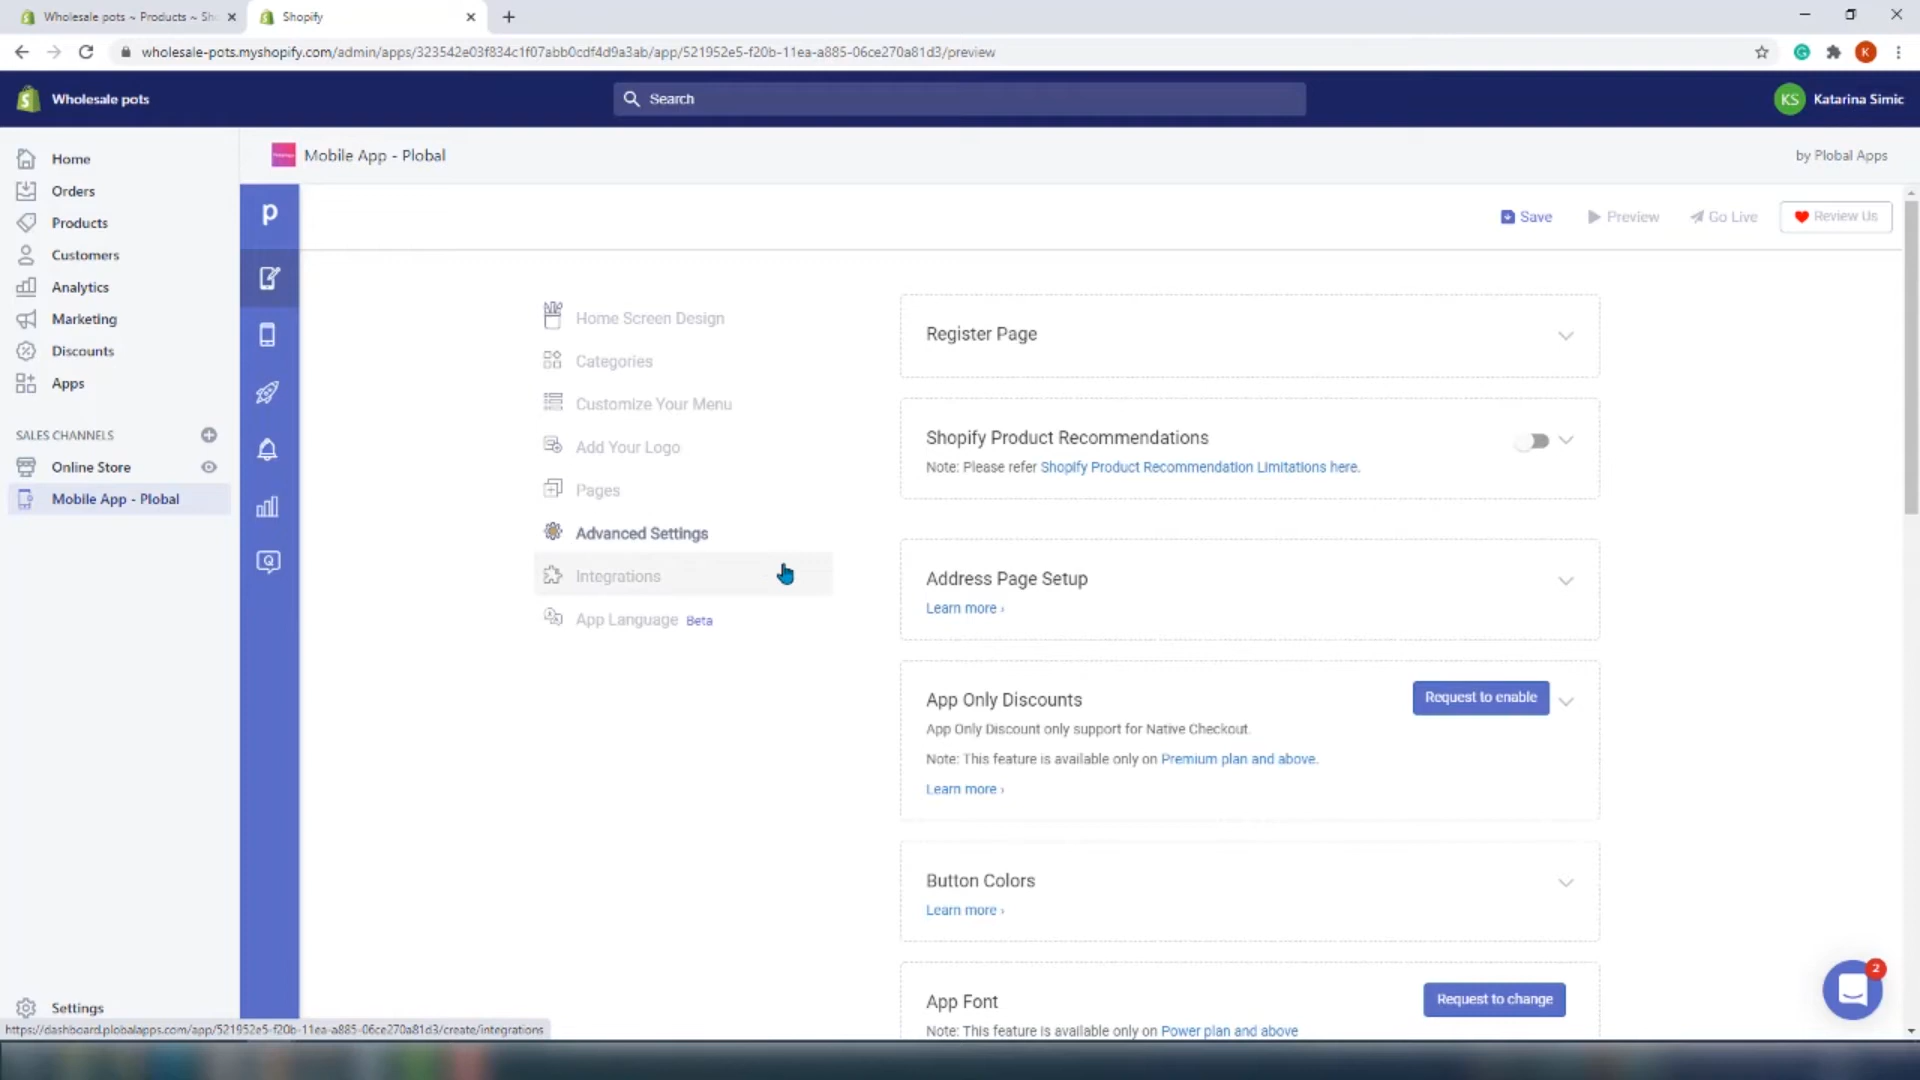 Wholesale pots ~ Products ~ Sho
Shopify
wholesale-pots.myshopify.com/admin/apps/323542e03f834c1f07abb0cdf4d9a3ab/app/521952e5-f20b-11ea-a885-06ce270a81d3/preview
K
Wholesale pots
Search
KS
Katarina Simic
Home
Orders
Products
Customers
Analytics
Marketing
Discounts
Apps
SALES CHANNELS
Online Store
Mobile App - Plobal
Settings
Mobile App - Plobal
by Plobal Apps
p
Save
Preview
Go Live
Review Us
Home Screen Design
Categories
Customize Your Menu
Add Your Logo
Pages
Advanced Settings
Integrations
App Language Beta
Register Page
Shopify Product Recommendations
Note: Please refer Shopify Product Recommendation Limitations here.
Address Page Setup
Learn more ›
App Only Discounts
Request to enable
App Only Discount only support for Native Checkout.
Note: This feature is available only on Premium plan and above.
Learn more ›
Button Colors
Learn more ›
App Font
Request to change
Note: This feature is available only on Power plan and above
2
https://dashboard.plobalapps.com/app/521952e5-f20b-11ea-a885-06ce270a81d3/create/integrations